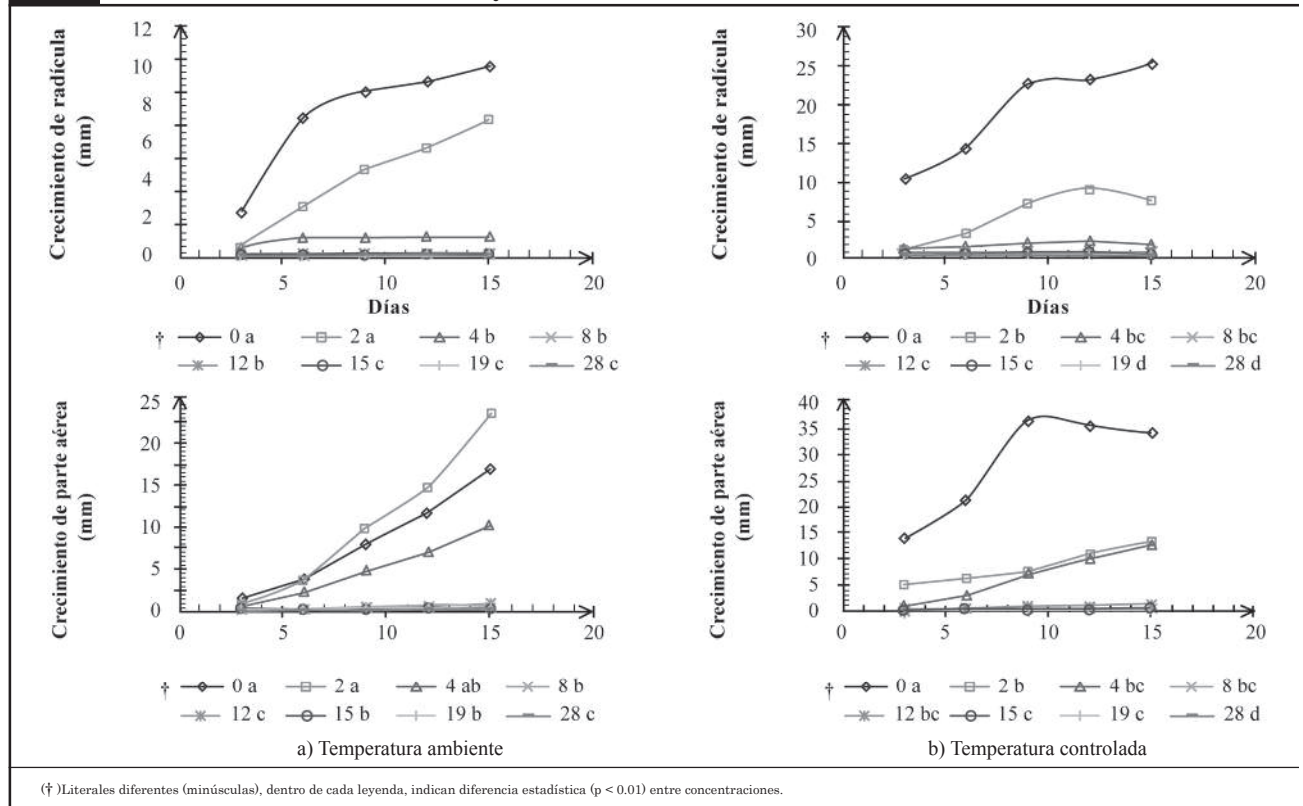 Crecimiento de radícula
(mm)
12
10
8
6
4
2
0
0
5
10
15
20
Días
† 0 a 2 a 4 b 8 b
12 b 15 c 19 c 28 c
Crecimiento de radícula
(mm)
30
25
20
15
10
5
0
0
5
10
15
20
Días
† 0 a 2 b 4 bc 8 bc
12 c 15 c 19 d 28 d
Crecimiento de parte aérea
(mm)
25
20
15
10
5
0
0
5
10
15
20
† 0 a 2 a 4 ab 8 b
12 c 15 b 19 b 28 c
a) Temperatura ambiente
Crecimiento de parte aérea
(mm)
40
35
30
25
20
15
10
5
0
0
5
10
15
20
† 0 a 2 b 4 bc 8 bc
12 bc 15 c 19 c 28 d
b) Temperatura controlada
(† )Literales diferentes (minúsculas), dentro de cada leyenda, indican diferencia estadística (p < 0.01) entre concentraciones.